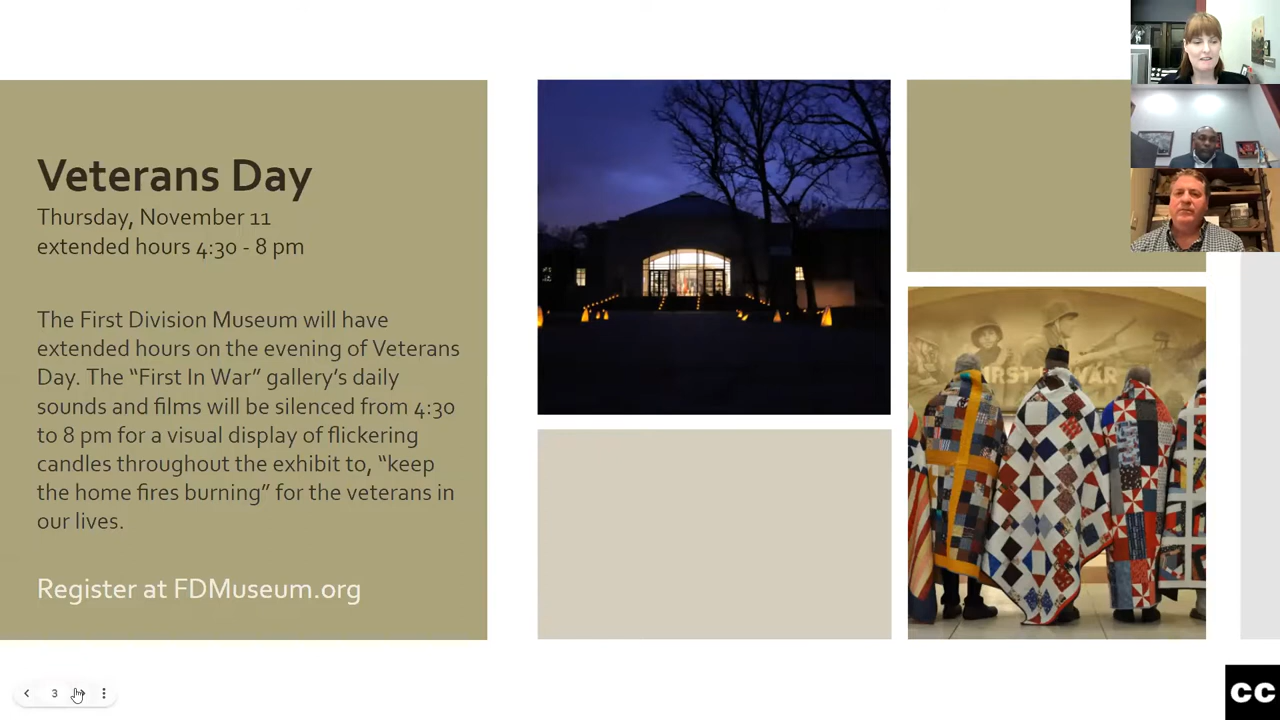 Veterans Day
Thursday, November 11
extended hours 4:30 - 8 pm
The First Division Museum will have
extended hours on the evening of Veterans
Day. The “First In War” gallery’s daily
sounds and films will be silenced from 4:30
to 8 pm for a visual display of flickering
candles throughout the exhibit to, “keep
the home fires burning” for the veterans in
our lives.
Register at FDMuseum.org
FIRST IN WAR
3
CC